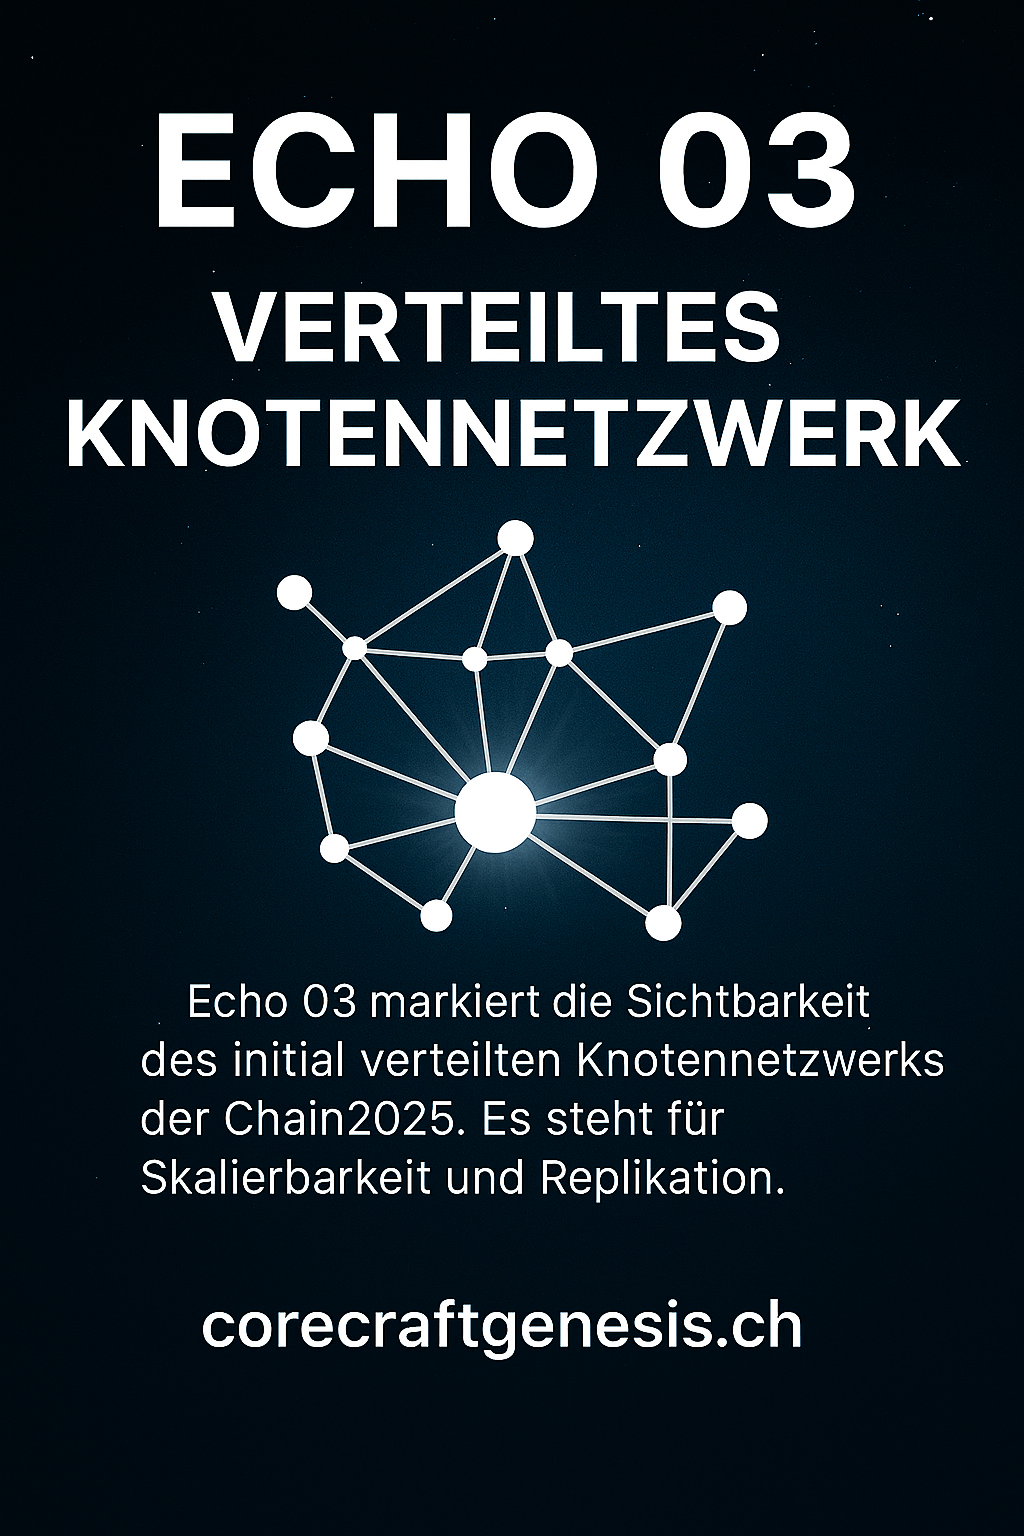 ECHO 03
VERTEILTES
KNOTENNETZWERK
Echo 03 markiert die Sichtbarkeit
des initial verteilten Knotennetzwerks
der Chain2025. Es steht für
Skalierbarkeit und Replikation.
corecraftgenesis.ch